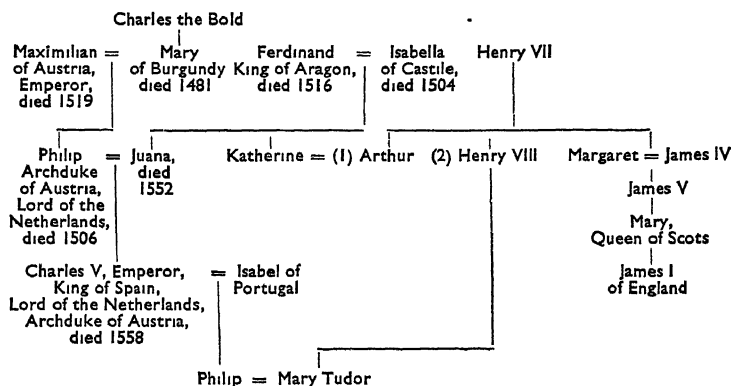 Charles the Bold
Maximilian = Mary Ferdinand = Isabella Henry VII
of Austria, of Burgundy King of Aragon, of Castile,
Emperor, died 1481 died 1516 died 1504
died 1519
Philip = Juana, Katherine = (1) Arthur (2) Henry VIII Margaret = James IV
Archduke died
of Austria, 1552 James V
Lord of the
Netherlands, Mary,
died 1506 Queen of Scots
Charles V, Emperor, = Isabel of James I
King of Spain, Portugal of England
Lord of the Netherlands,
Archduke of Austria,
died 1558
Philip = Mary Tudor